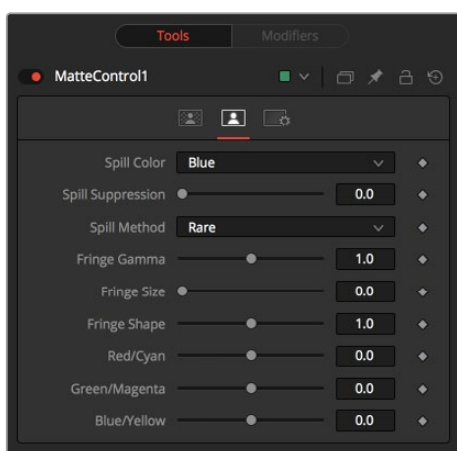 Tools Modifiers
MatteControl1
Spill Color Blue
Spill Suppression 0.0
Spill Method Rare
Fringe Gamma 1.0
Fringe Size 0.0
Fringe Shape 1.0
Red/Cyan 0.0
Green/Magenta 0.0
Blue/Yellow 0.0